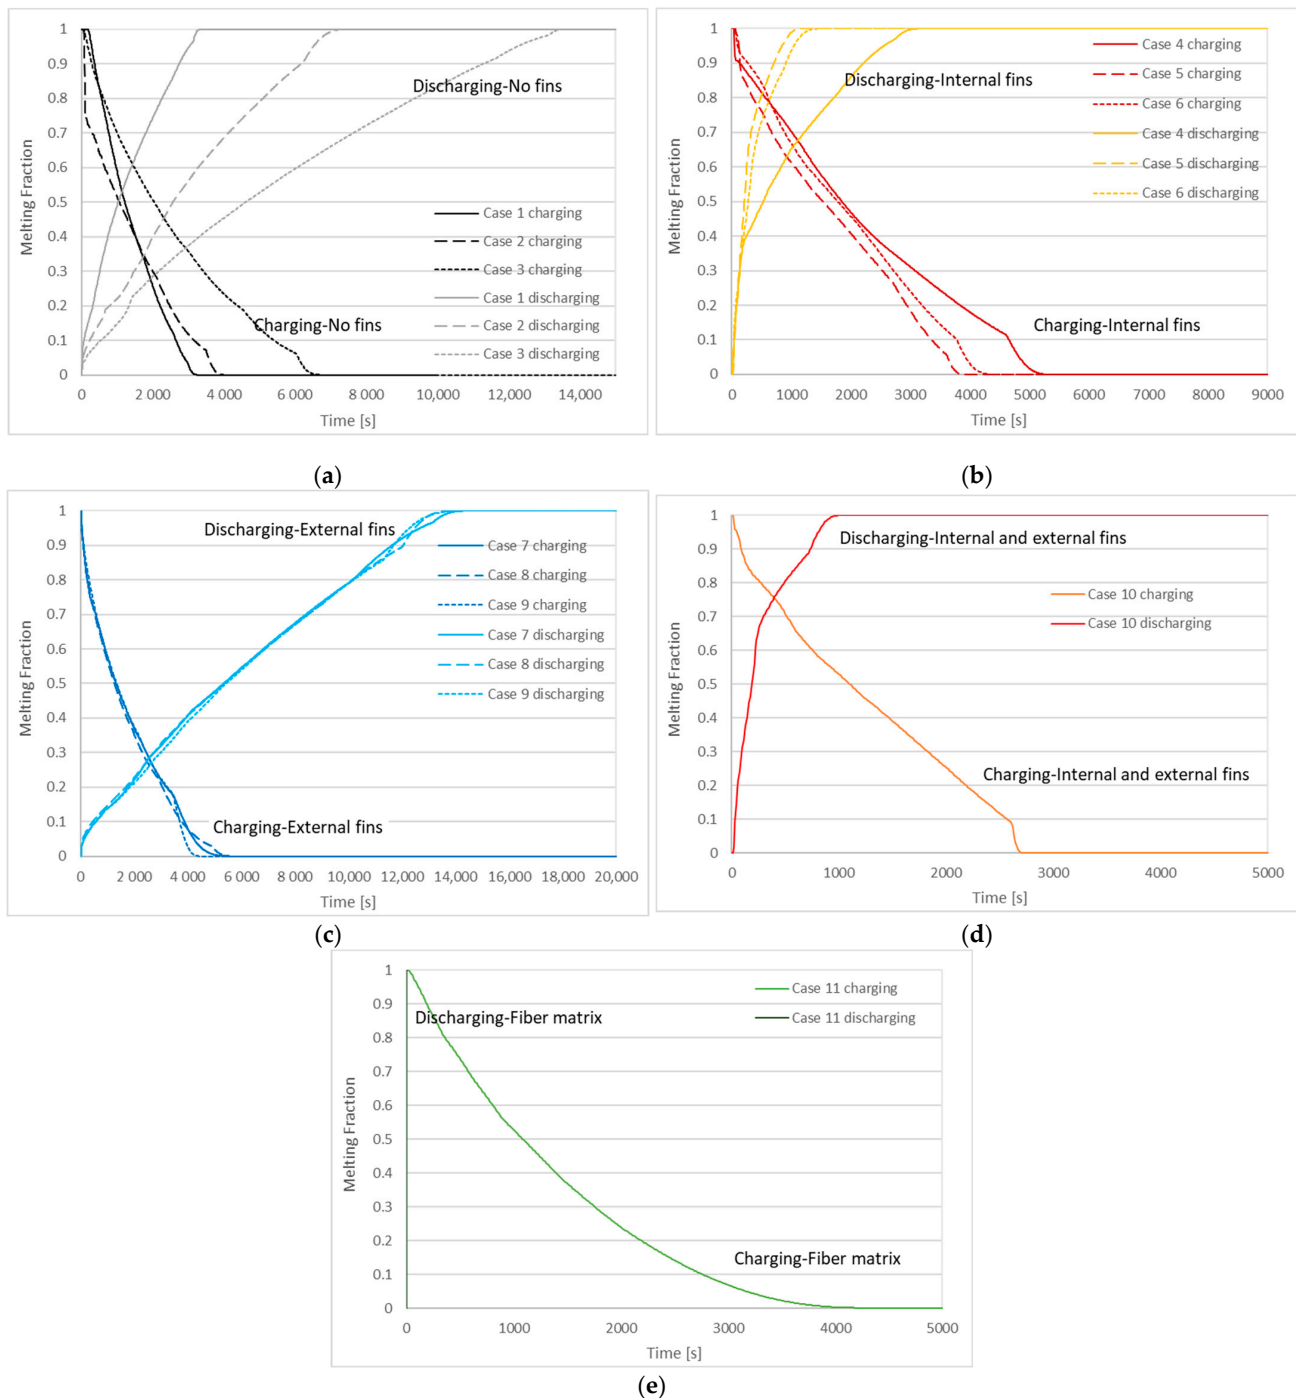 1
0.9
0.8
0.7
0.6
0.5
0.4
0.3
0.2
0.1
0
Melting Fraction
Discharging-No fins
Charging-No fins
Case 1 charging
Case 2 charging
Case 3 charging
Case 1 discharging
Case 2 discharging
Case 3 discharging
0 2 000 4 000 6 000 8 000 10,000 12,000 14,000
Time [s]
(a)
1
0.9
0.8
0.7
0.6
0.5
0.4
0.3
0.2
0.1
0
Melting Fraction
Discharging-Internal fins
Charging-Internal fins
Case 4 charging
Case 5 charging
Case 6 charging
Case 4 discharging
Case 5 discharging
Case 6 discharging
0 1000 2000 3000 4000 5000 6000 7000 8000 9000
Time [s]
(b)
1
0.9
0.8
0.7
0.6
0.5
0.4
0.3
0.2
0.1
0
Melting Fraction
Discharging-External fins
Charging-External fins
Case 7 charging
Case 8 charging
Case 9 charging
Case 7 discharging
Case 8 discharging
Case 9 discharging
0 2 000 4 000 6 000 8 000 10,000 12,000 14,000 16,000 18,000 20,000
Time [s]
(c)
1
0.9
0.8
0.7
0.6
0.5
0.4
0.3
0.2
0.1
0
Melting Fraction
Discharging-Internal and external fins
Case 10 charging
Case 10 discharging
Charging-Internal and external fins
0 1000 2000 3000 4000 5000
Time [s]
(d)
1
0.9
0.8
0.7
0.6
0.5
0.4
0.3
0.2
0.1
0
Melting Fraction
Case 11 charging
Case 11 discharging
Discharging-Fiber matrix
Charging-Fiber matrix
0 1000 2000 3000 4000 5000
Time [s]
(e)